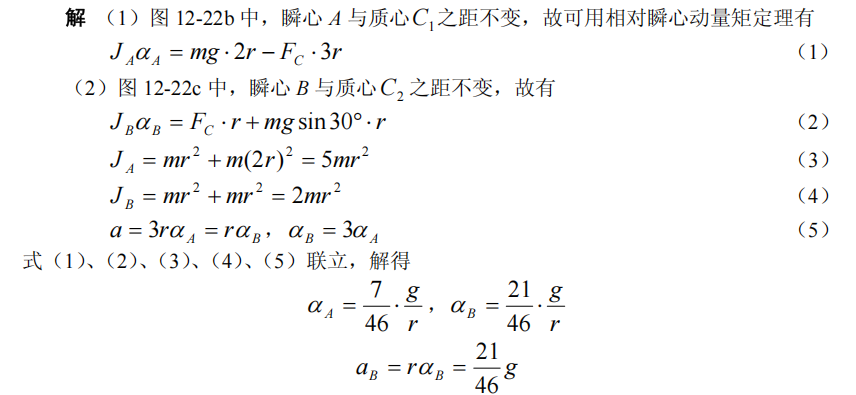 解 （1）图 12-22b 中，瞬心 A 与质心C₁之距不变，故可用相对瞬心动量矩定理有
J_A α_A = mg · 2r − F_C · 3r （1）
（2）图 12-22c 中，瞬心 B 与质心C₂之距不变，故有
J_B α_B = F_C · r + mg sin 30° · r （2）
J_A = mr² + m(2r)² = 5mr² （3）
J_B = mr² + mr² = 2mr² （4）
a = 3rα_A = rα_B，α_B = 3α_A （5）
式（1）、（2）、（3）、（4）、（5）联立，解得
α_A = 7/46 · g/r，α_B = 21/46 · g/r
a_B = rα_B = 21/46 g